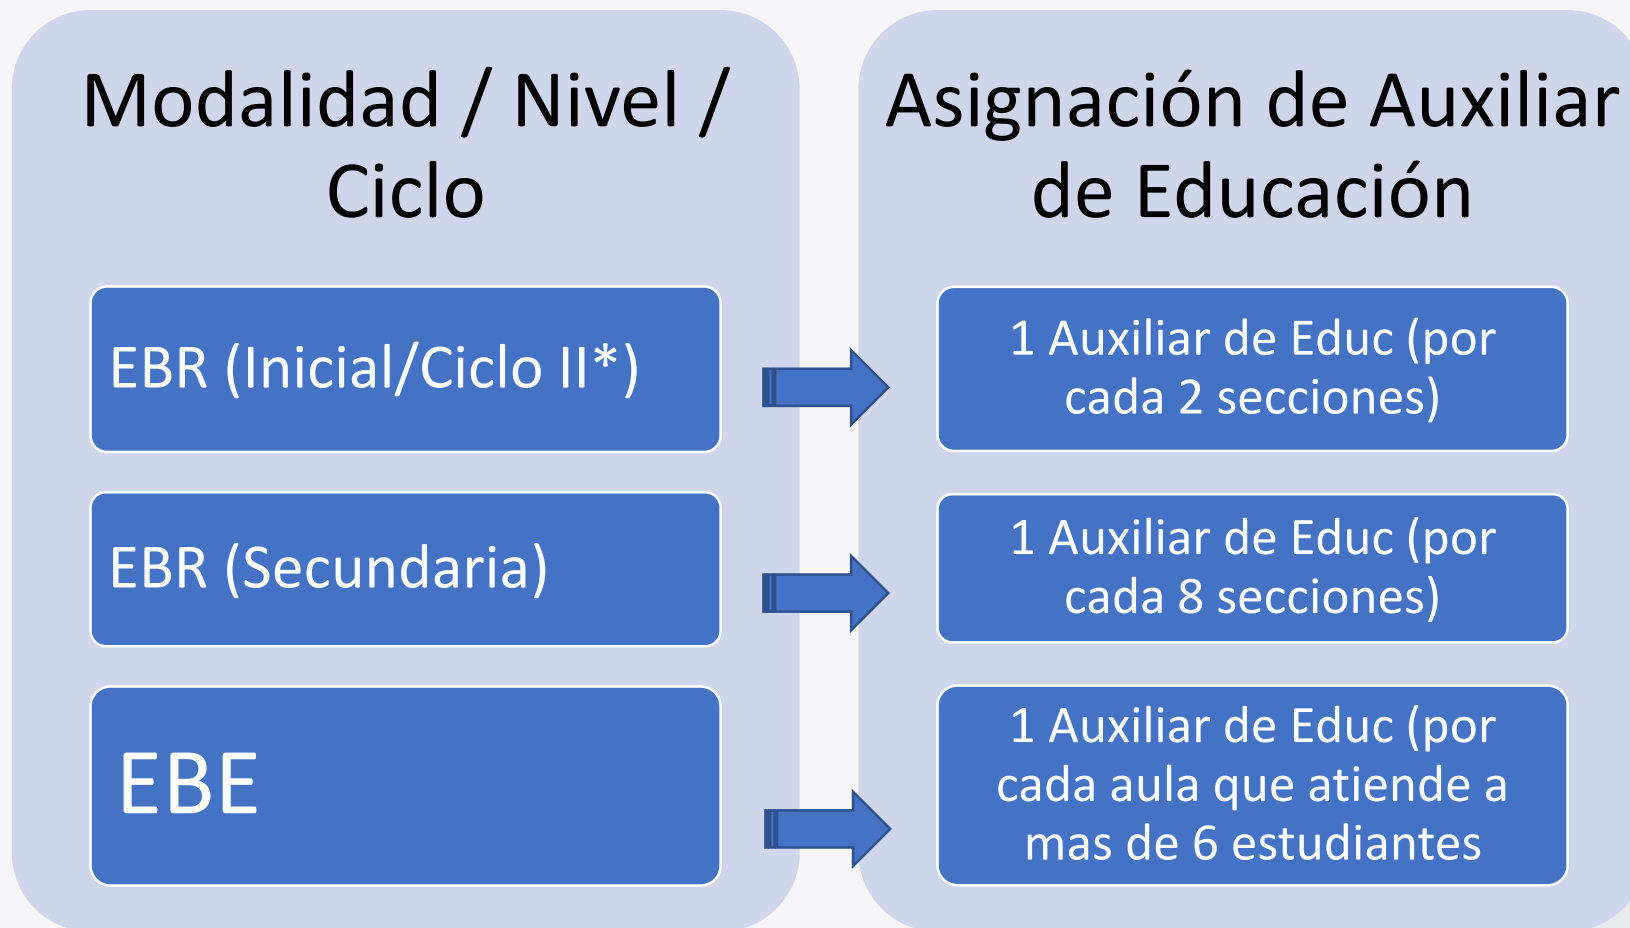 Modalidad / Nivel /
Ciclo
EBR (Inicial/Ciclo II*)
EBR (Secundaria)
EBE
Asignación de Auxiliar
de Educación
1 Auxiliar de Educ (por
cada 2 secciones)
1 Auxiliar de Educ (por
cada 8 secciones)
1 Auxiliar de Educ (por
cada aula que atiende a
mas de 6 estudiantes